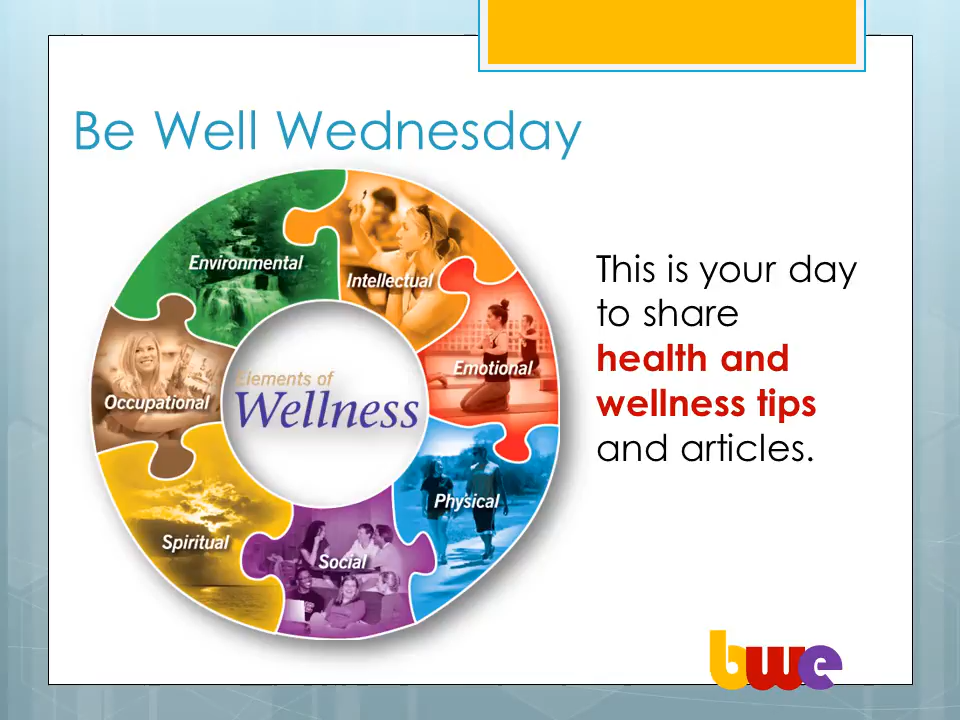 Be Well Wednesday
Environmental
Intellectual
Emotional
Occupational
Elements of
Wellness
Physical
Spiritual
Social
This is your day
to share
health and
wellness tips
and articles.
bwe